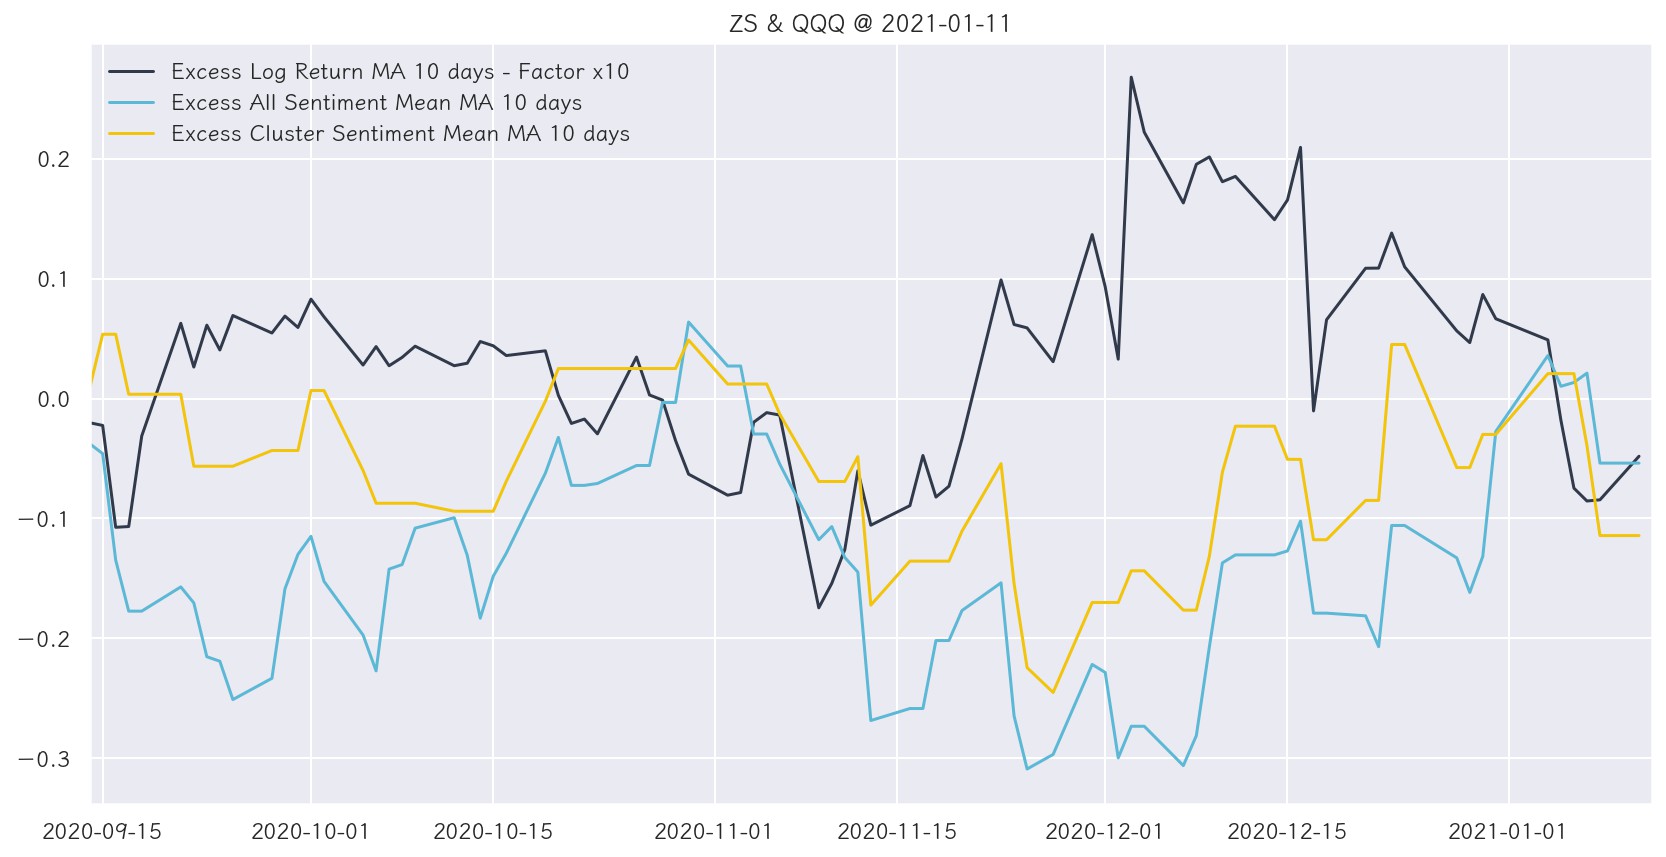 ZS & QQQ @ 2021-01-11
Excess Log Return MA 10 days - Factor x10
Excess All Sentiment Mean MA 10 days
Excess Cluster Sentiment Mean MA 10 days
0.2
0.1
0.0
−0.1
−0.2
−0.3
2020-09-15 2020-10-01 2020-10-15 2020-11-01 2020-11-15 2020-12-01 2020-12-15 2021-01-01